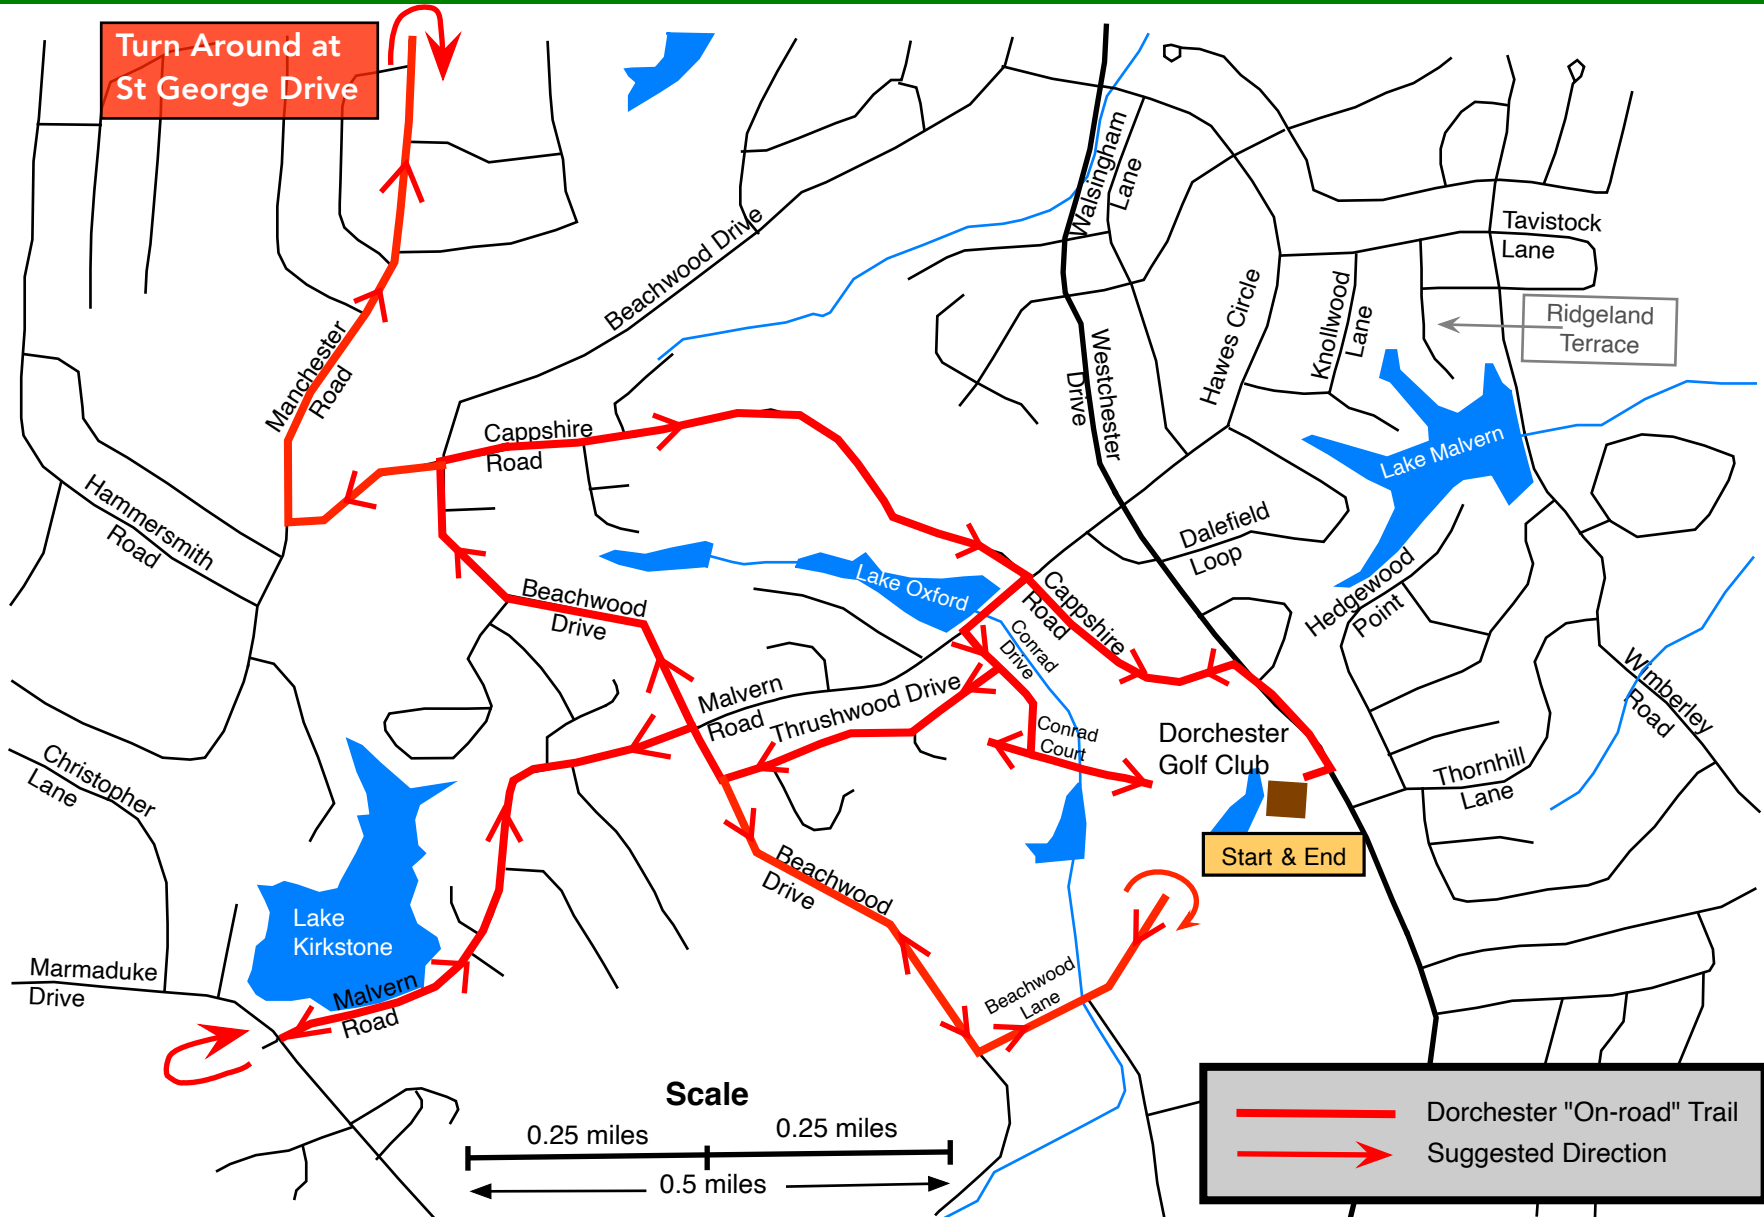 Turn Around at
St George Drive
Walsingham
Lane
Tavistock
Lane
Beachwood Drive
Hawes Circle
Knollwood
Lane
Ridgeland
Terrace
Manchester
Road
Westchester
Drive
Cappshire
Road
Lake Malvern
Hammersmith
Road
Dalefield
Loop
Lake Oxford
Cappshire
Road
Hedgewood
Point
Beachwood
Drive
Conrad
Drive
Wimberley
Road
Malvern
Road
Thrushwood Drive
Conrad
Court
Dorchester
Golf Club
Thornhill
Lane
Christopher
Lane
Start & End
Beachwood
Drive
Lake
Kirkstone
Marmaduke
Drive
Malvern
Road
Beachwood
Lane
Scale
0.25 miles
0.25 miles
0.5 miles
Dorchester "On-road" Trail
Suggested Direction